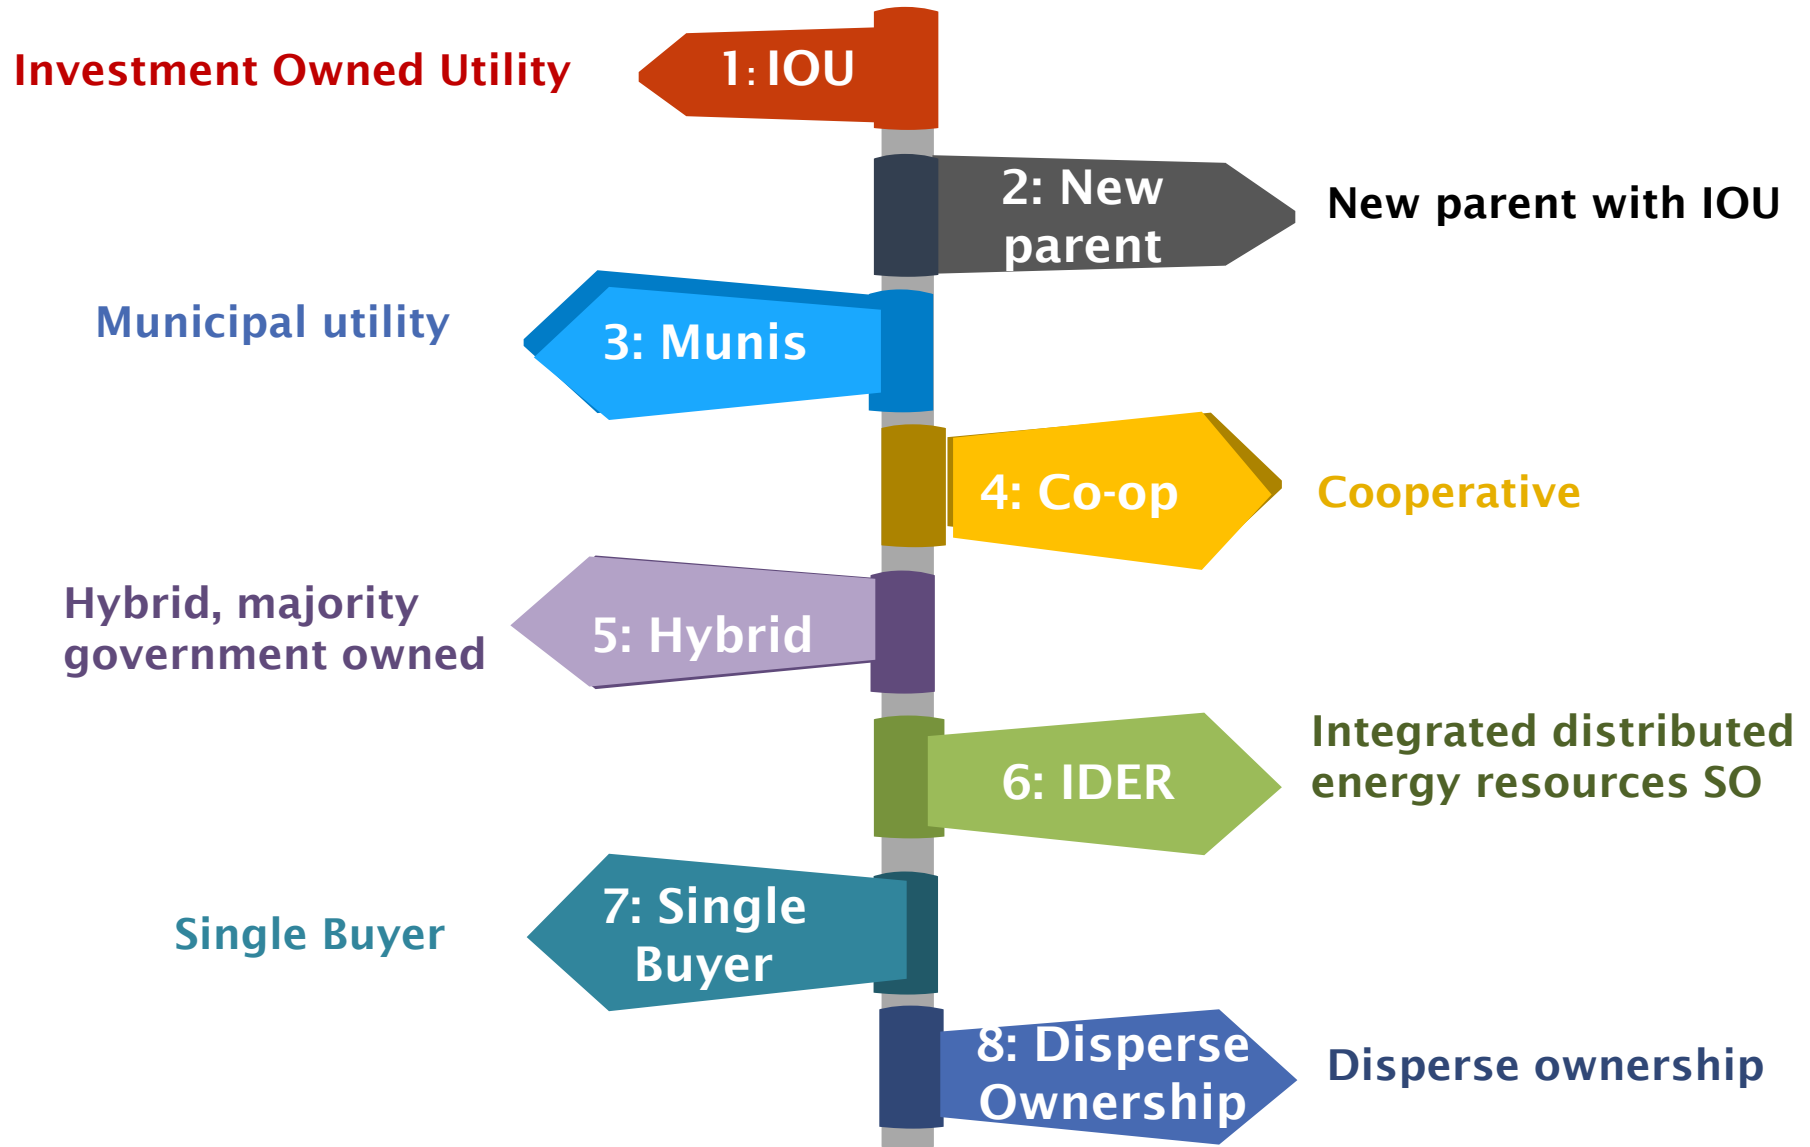 Investment Owned Utility
1: IOU
2: New
parent
New parent with IOU
Municipal utility
3: Munis
4: Co-op
Cooperative
Hybrid, majority
government owned
5: Hybrid
6: IDER
Integrated distributed
energy resources SO
Single Buyer
7: Single
Buyer
8: Disperse
Ownership
Disperse ownership